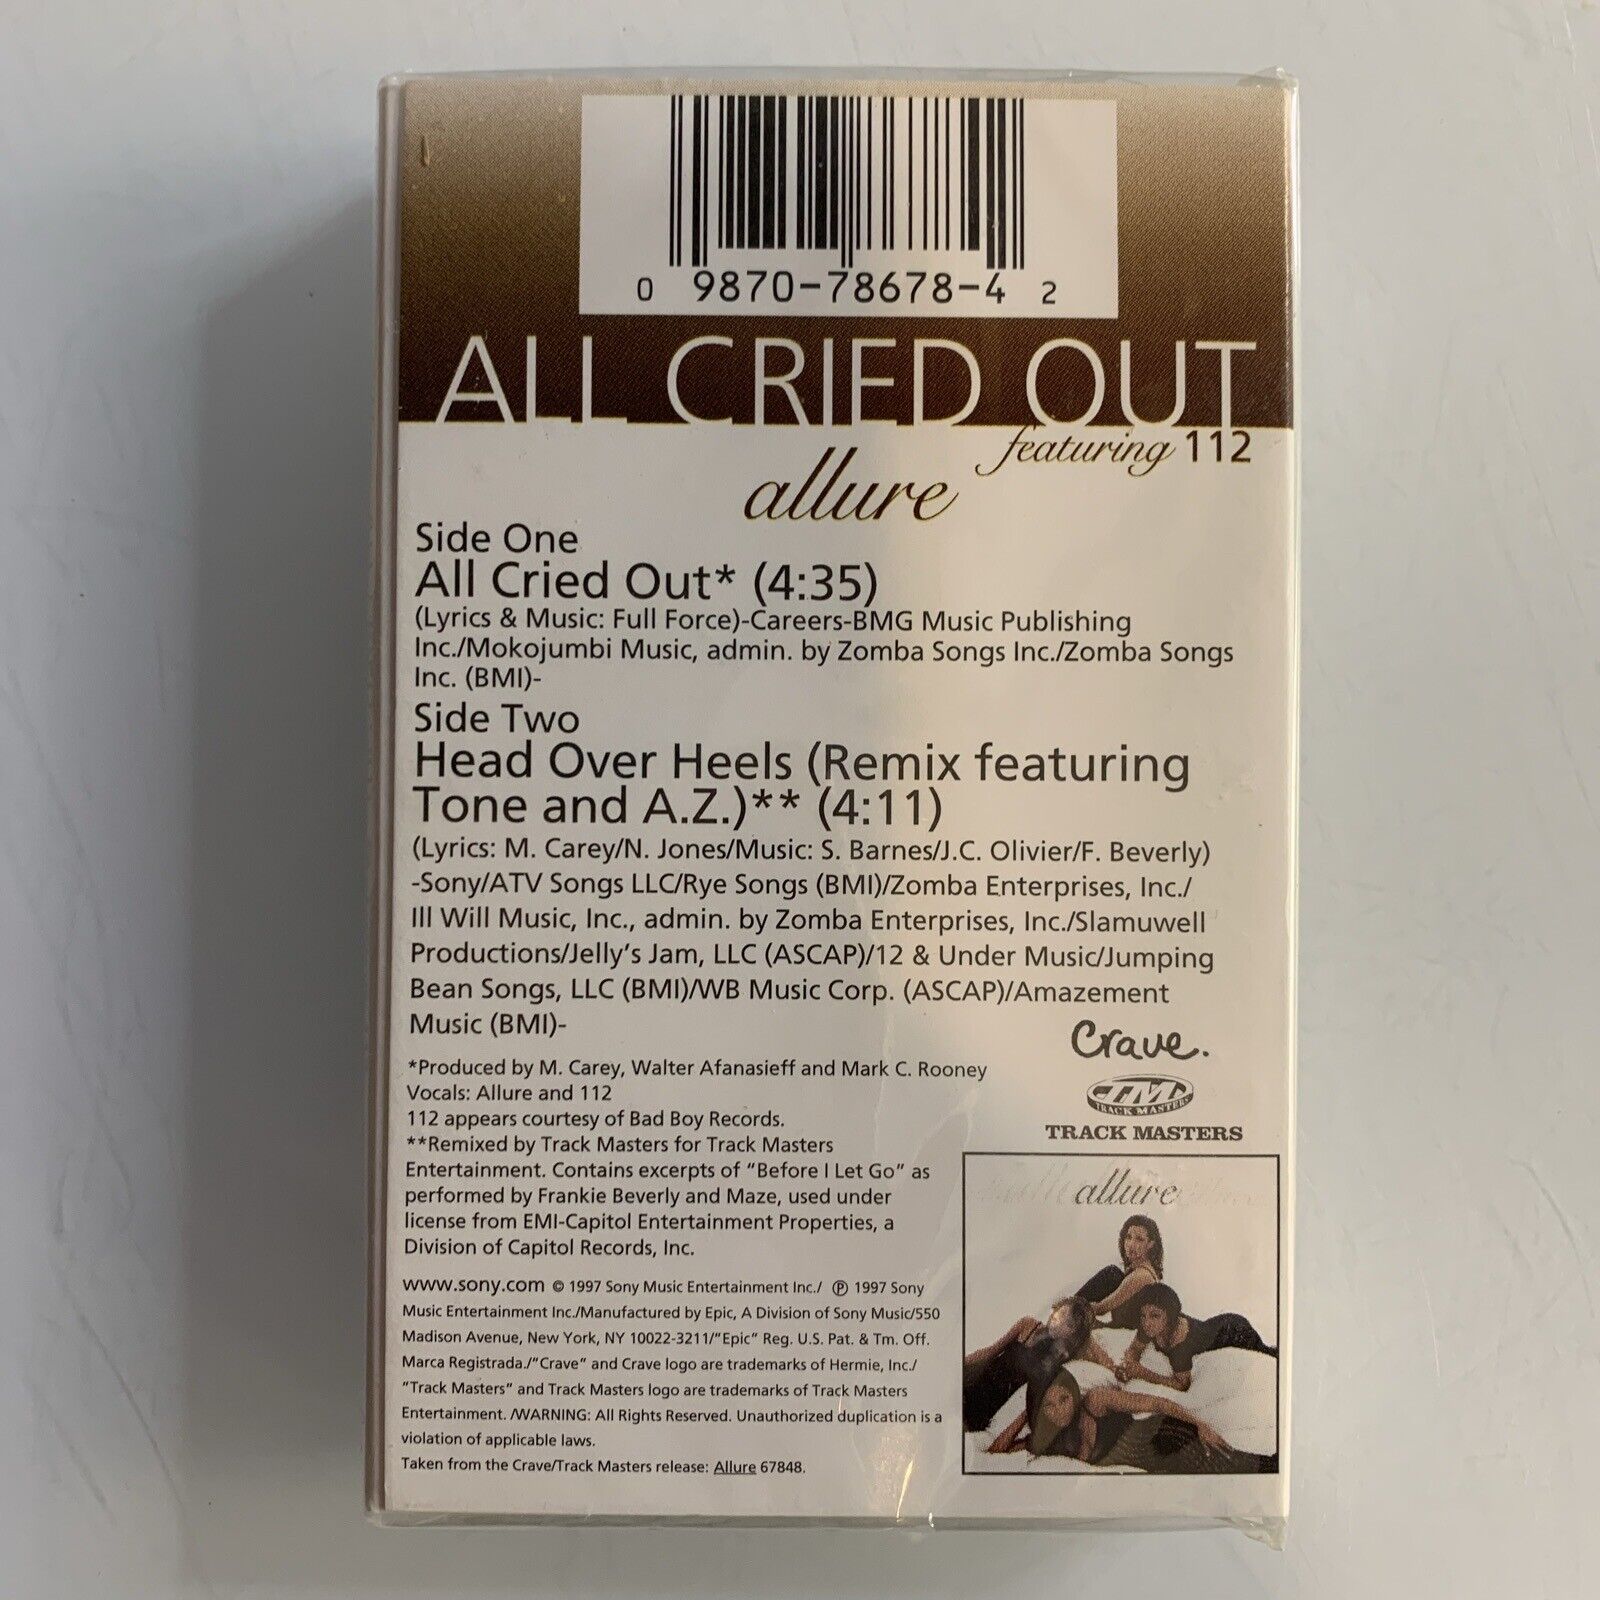 0 9870-78678-4 2
ALL CRIED OUT
featuring 112
allure
Side One
All Cried Out* (4:35)
(Lyrics & Music: Full Force)-Careers-BMG Music Publishing
Inc./Mokojumbi Music, admin. by Zomba Songs Inc./Zomba Songs
Inc. (BMI)-
Side Two
Head Over Heels (Remix featuring
Tone and A.Z.)** (4:11)
(Lyrics: M. Carey/N. Jones/Music: S. Barnes/J.C. Olivier/F. Beverly)
-Sony/ATV Songs LLC/Rye Songs (BMI)/Zomba Enterprises, Inc./
Ill Will Music, Inc., admin. by Zomba Enterprises, Inc./Slamuwell
Productions/Jelly's Jam, LLC (ASCAP)/12 & Under Music/Jumping
Bean Songs, LLC (BMI)/WB Music Corp. (ASCAP)/Amazement
Music (BMI)-
Crave.
*Produced by M. Carey, Walter Afanasieff and Mark C. Rooney
Vocals: Allure and 112
112 appears courtesy of Bad Boy Records.
**Remixed by Track Masters for Track Masters
Entertainment. Contains excerpts of "Before I Let Go" as
performed by Frankie Beverly and Maze, used under
license from EMI-Capitol Entertainment Properties, a
Division of Capitol Records, Inc.
TM
TRACK MASTERS
TRACK MASTERS
allure
www.sony.com © 1997 Sony Music Entertainment Inc./ ℗ 1997 Sony
Music Entertainment Inc./Manufactured by Epic, A Division of Sony Music/550
Madison Avenue, New York, NY 10022-3211/"Epic" Reg. U.S. Pat. & Tm. Off.
Marca Registrada./"Crave" and Crave logo are trademarks of Hermie, Inc./
"Track Masters" and Track Masters logo are trademarks of Track Masters
Entertainment. /WARNING: All Rights Reserved. Unauthorized duplication is a
violation of applicable laws.
Taken from the Crave/Track Masters release: Allure 67848.